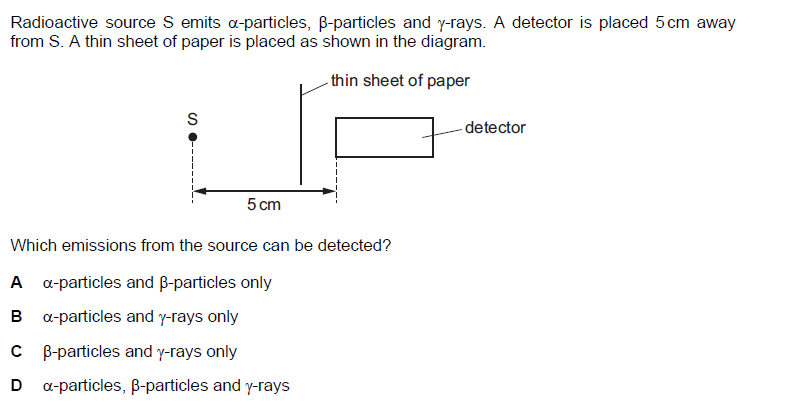 Radioactive source S emits α-particles, β-particles and γ-rays. A detector is placed 5 cm away
from S. A thin sheet of paper is placed as shown in the diagram.
thin sheet of paper
S
detector
5 cm
Which emissions from the source can be detected?
A α-particles and β-particles only
B α-particles and γ-rays only
C β-particles and γ-rays only
D α-particles, β-particles and γ-rays